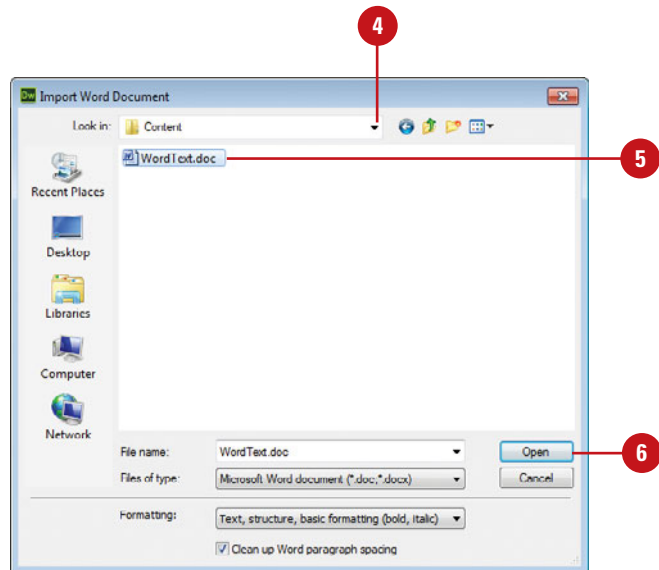 4
Dw Import Word Document
Look in: Content
WordText.doc
5
Recent Places
Desktop
Libraries
Computer
Network
File name: WordText.doc Open
6
Files of type: Microsoft Word document (*.doc,*.docx) Cancel
Formatting: Text, structure, basic formatting (bold, italic)
Clean up Word paragraph spacing